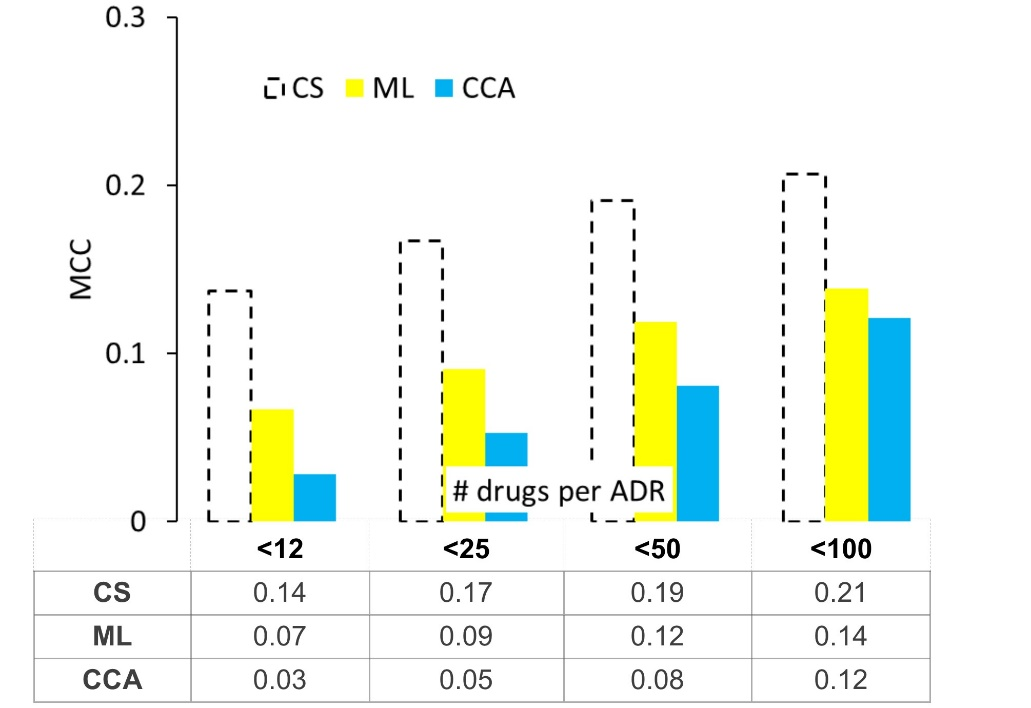 0.3
CS ML CCA
0.2
MCC
0.1
# drugs per ADR
0
<12 <25 <50 <100
CS 0.14 0.17 0.19 0.21
ML 0.07 0.09 0.12 0.14
CCA 0.03 0.05 0.08 0.12